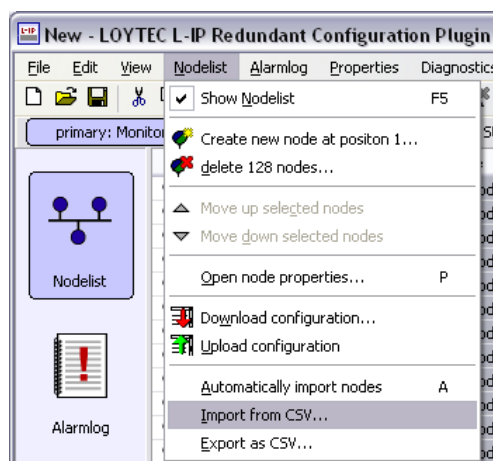 New - LOYTEC L-IP Redundant Configuration Plugin
File Edit View Nodelist Alarmlog Properties Diagnostics
Show Nodelist F5
primary: Monitor
Create new node at positon 1...
delete 128 nodes...
Move up selected nodes
Move down selected nodes
Nodelist
Open node properties... P
Download configuration...
Upload configuration
Automatically import nodes A
Import from CSV...
Alarmlog
Export as CSV...